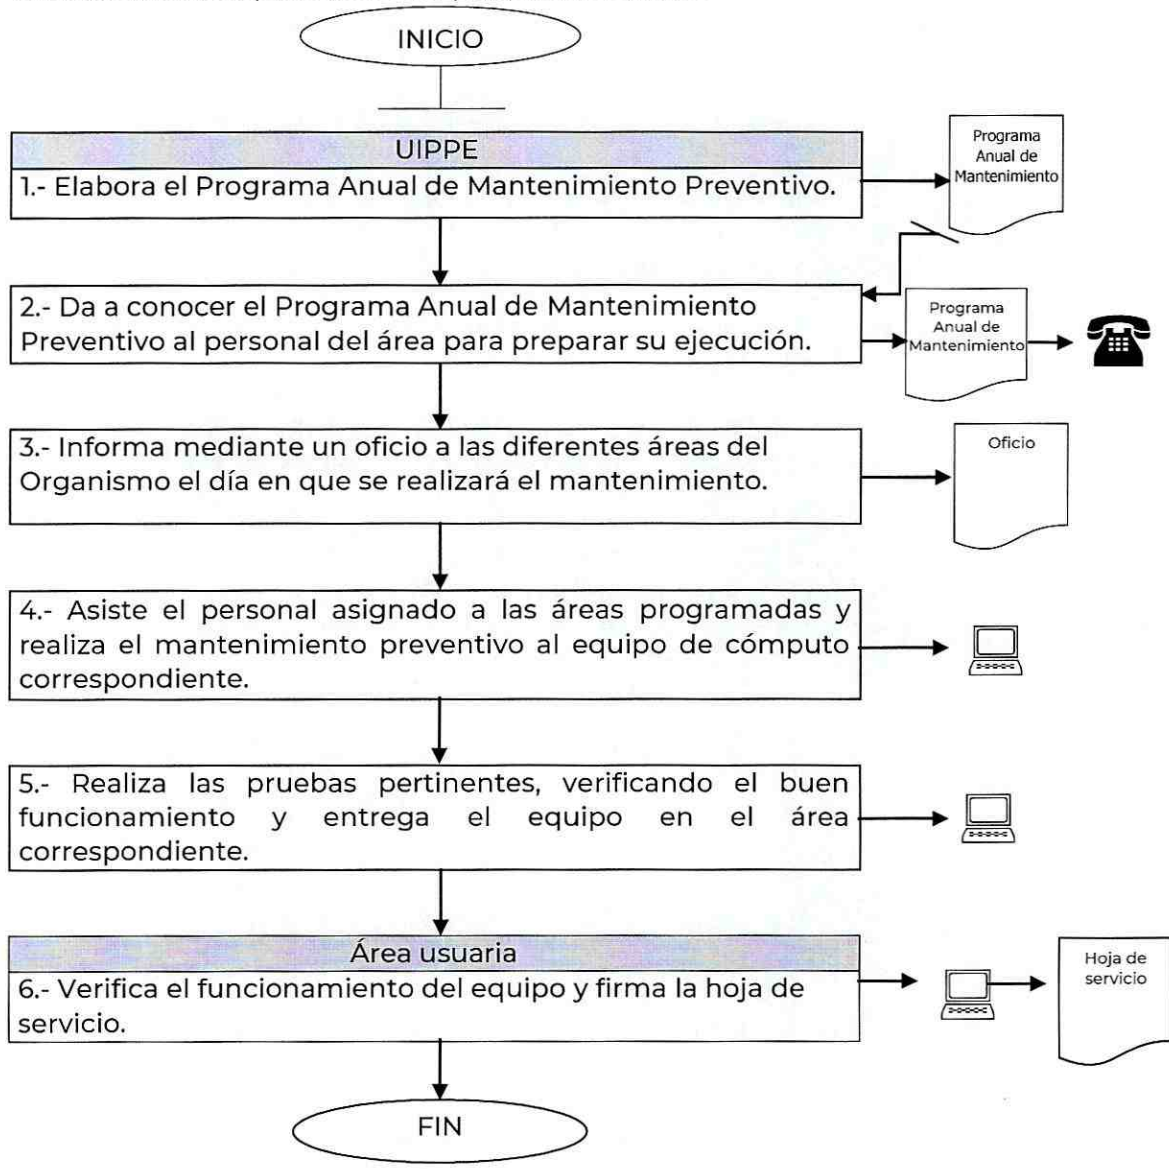 INICIO
UIPPE
1.- Elabora el Programa Anual de Mantenimiento Preventivo.
Programa
Anual de
Mantenimiento
2.- Da a conocer el Programa Anual de Mantenimiento
Preventivo al personal del área para preparar su ejecución.
Programa
Anual de
Mantenimiento
3.- Informa mediante un oficio a las diferentes áreas del
Organismo el día en que se realizará el mantenimiento.
Oficio
4.- Asiste el personal asignado a las áreas programadas y
realiza el mantenimiento preventivo al equipo de cómputo
correspondiente.
5.- Realiza las pruebas pertinentes, verificando el buen
funcionamiento y entrega el equipo en el área
correspondiente.
Área usuaria
6.- Verifica el funcionamiento del equipo y firma la hoja de
servicio.
Hoja de
servicio
FIN